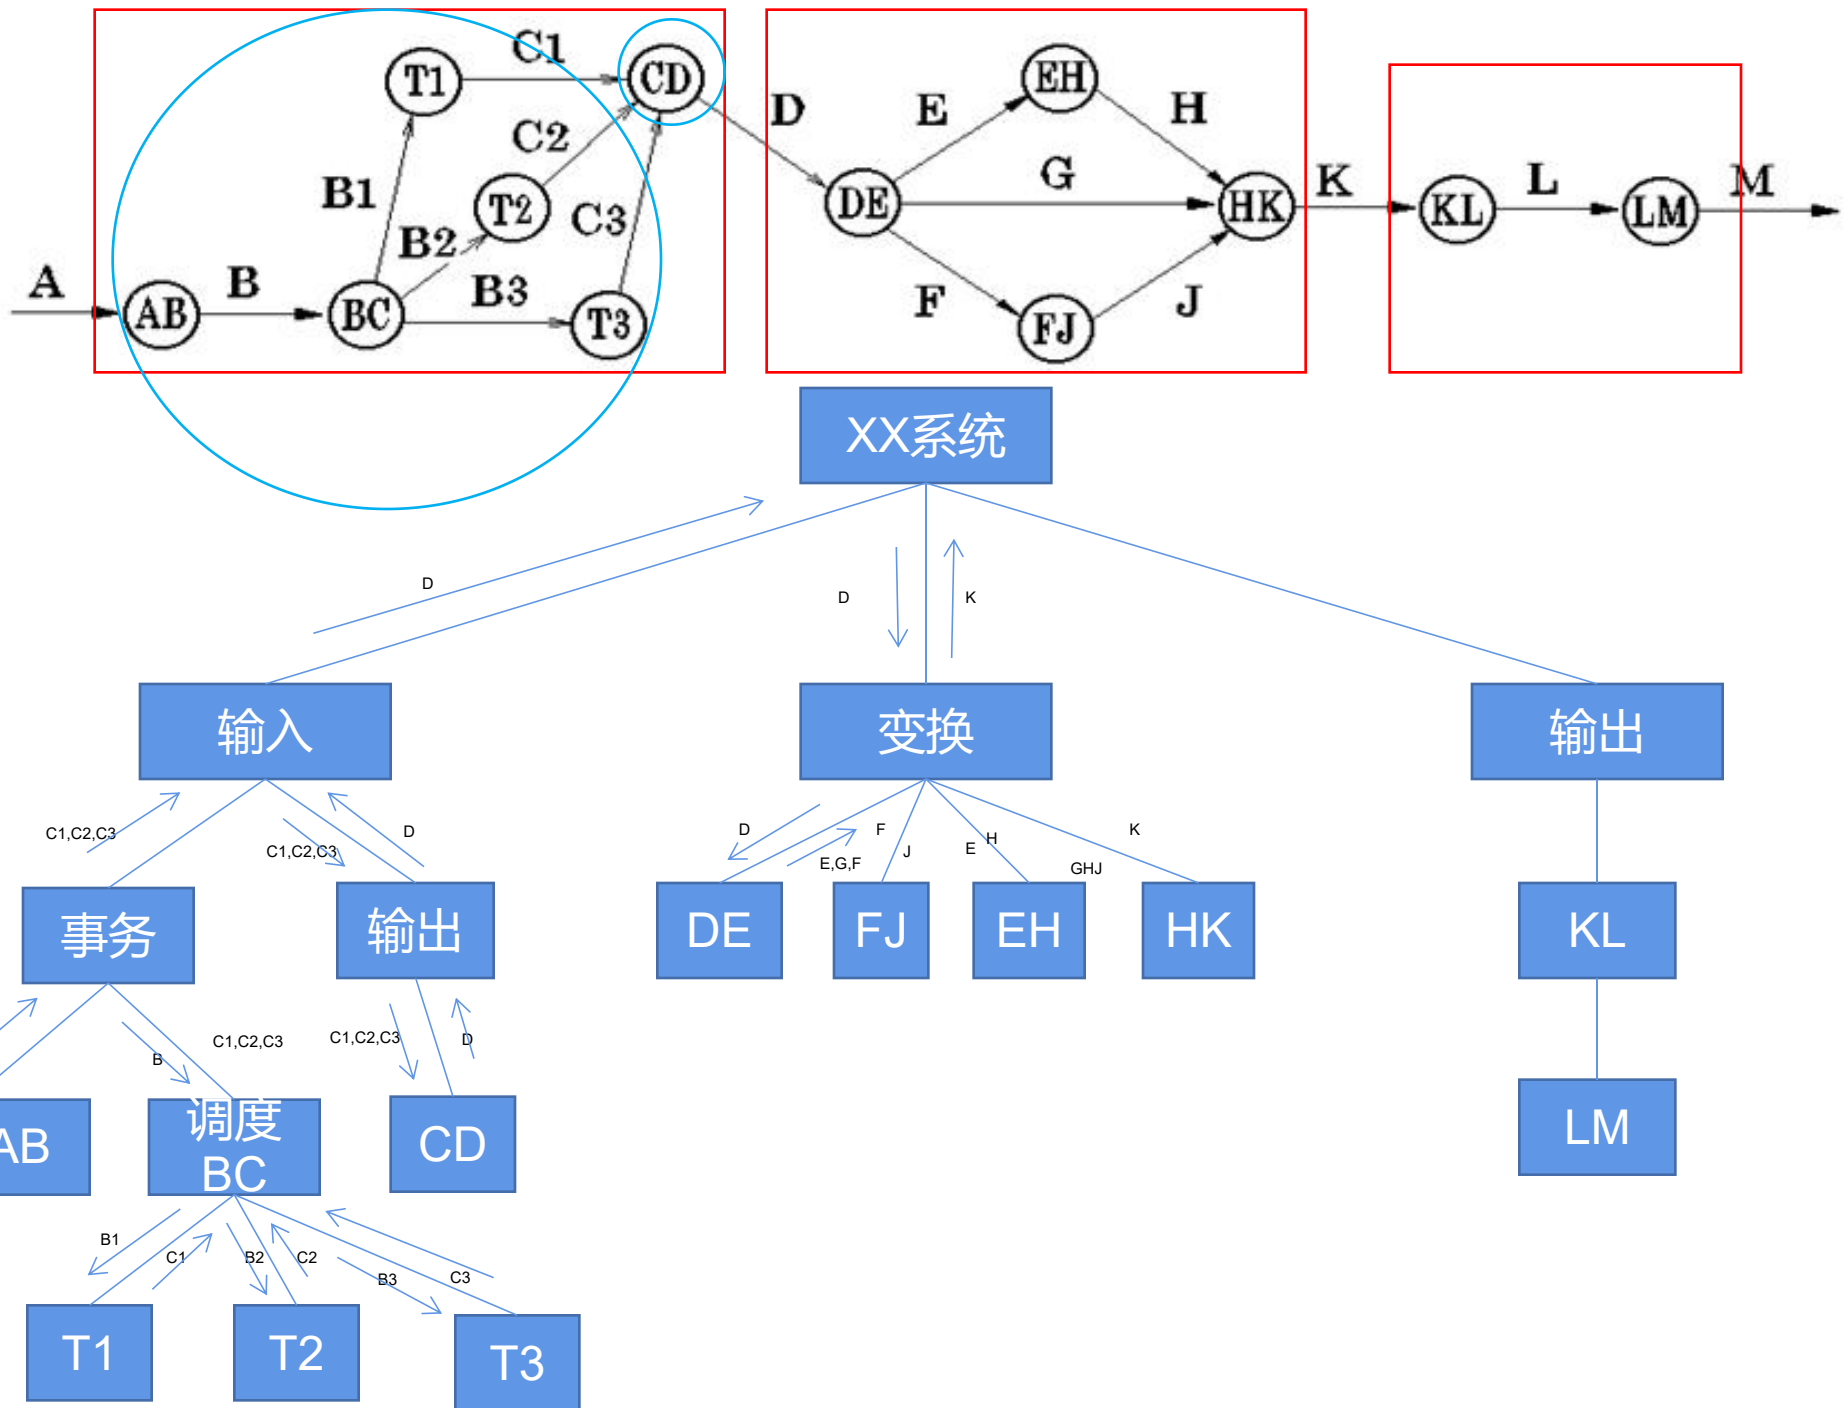 C1
T1
CD
EH
D
E
H
C2
B1
G
T2
C3
DE
HK
K
KL
L
LM
M
B2
A
B
B3
F
J
AB
BC
T3
FJ
XX系统
D
D
K
输入
变换
输出
C1,C2,C3
C1,C2,C3
D
D
E,G,F
F
J
E
H
GHJ
K
事务
输出
DE
FJ
EH
HK
KL
B
C1,C2,C3
C1,C2,C3
D
AB
调度
BC
CD
LM
B1
C1
B2
C2
B3
C3
T1
T2
T3